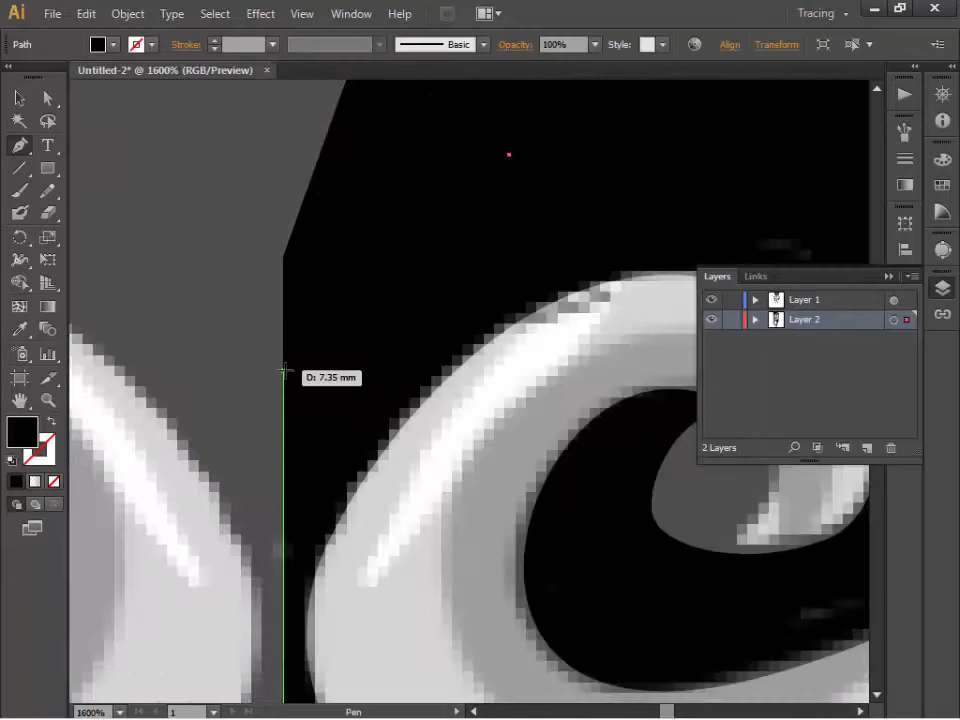 Ai File Edit Object Type Select Effect View Window Help Tracing
Path Stroke: Basic Opacity: 100% Style: Align Transform
Untitled-2* @ 1600% (RGB/Preview) ×
T
D: 7.35 mm
Layers Links
Layer 1
Layer 2
2 Layers
1600% 1 Pen